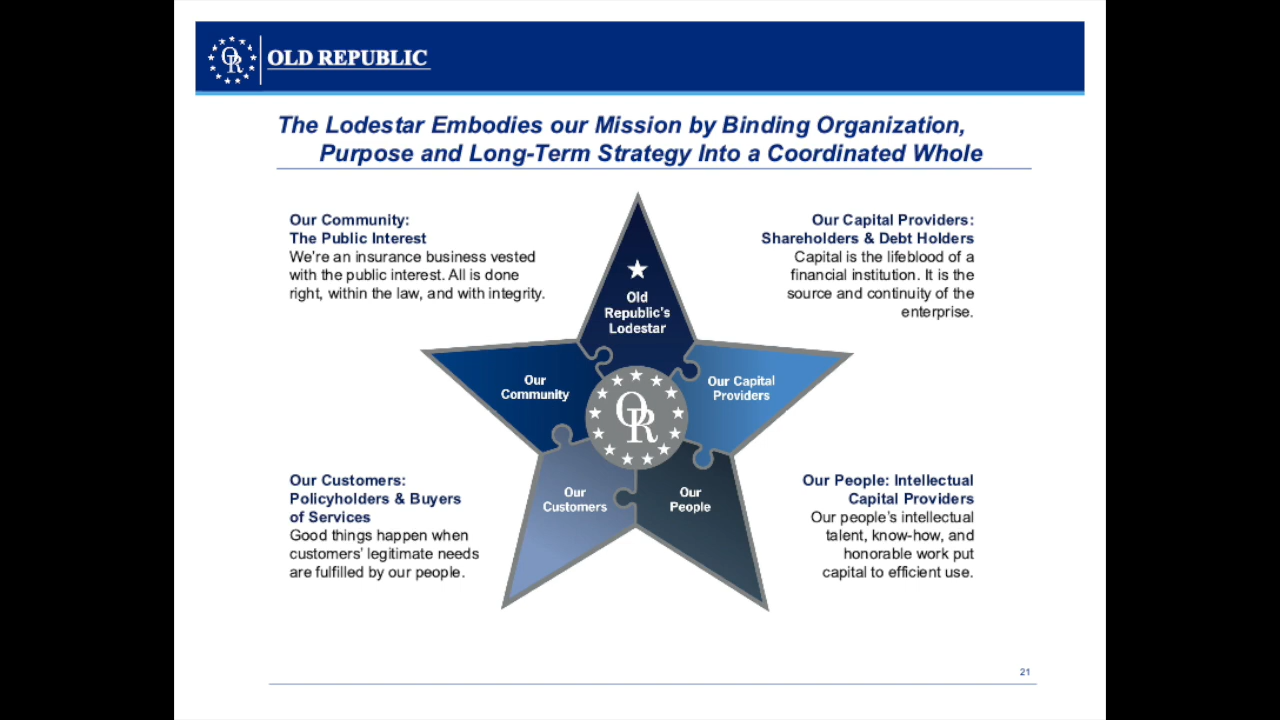 OR
OLD REPUBLIC
The Lodestar Embodies our Mission by Binding Organization,
Purpose and Long-Term Strategy Into a Coordinated Whole
Our Community:
The Public Interest
We're an insurance business vested
with the public interest. All is done
right, within the law, and with integrity.
Our Capital Providers:
Shareholders & Debt Holders
Capital is the lifeblood of a
financial institution. It is the
source and continuity of the
enterprise.
Old
Republic's
Lodestar
Our
Community
Our Capital
Providers
OR
Our
Customers
Our
People
Our Customers:
Policyholders & Buyers
of Services
Good things happen when
customers' legitimate needs
are fulfilled by our people.
Our People: Intellectual
Capital Providers
Our people's intellectual
talent, know-how, and
honorable work put
capital to efficient use.
21